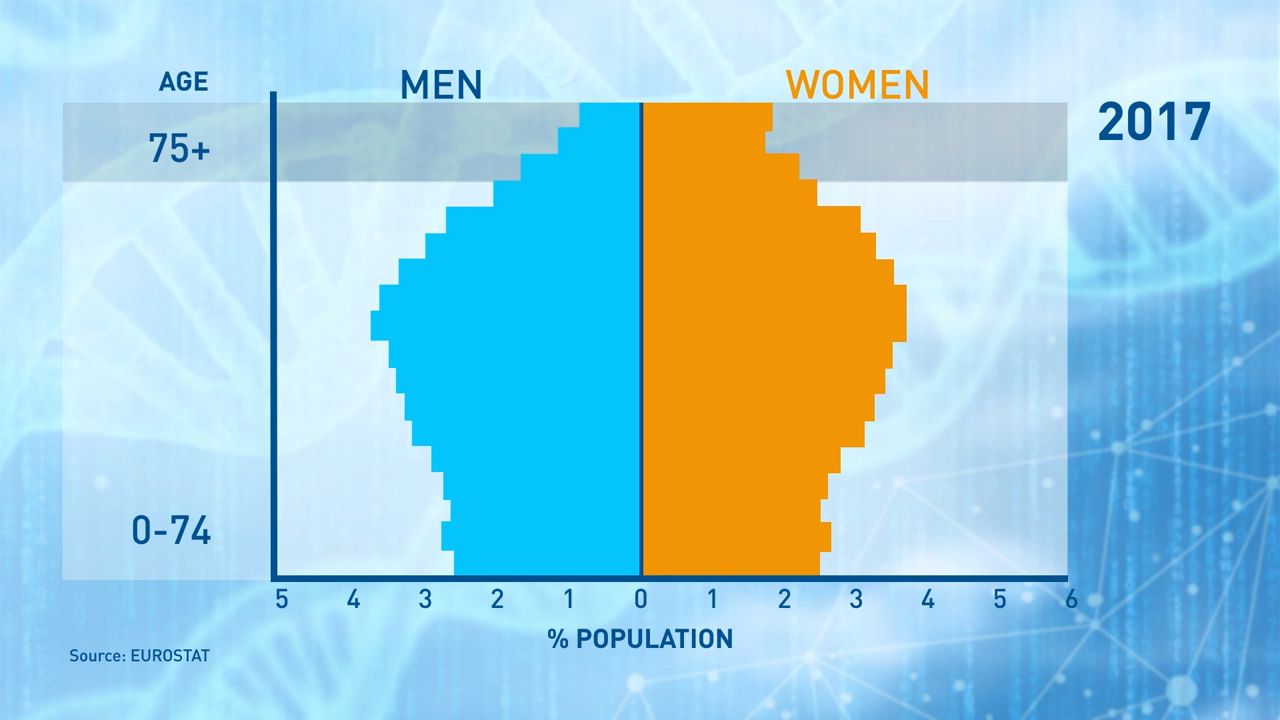 AGE
MEN
WOMEN
2017
75+
0-74
5 4 3 2 1 0 1 2 3 4 5 6
% POPULATION
Source: EUROSTAT